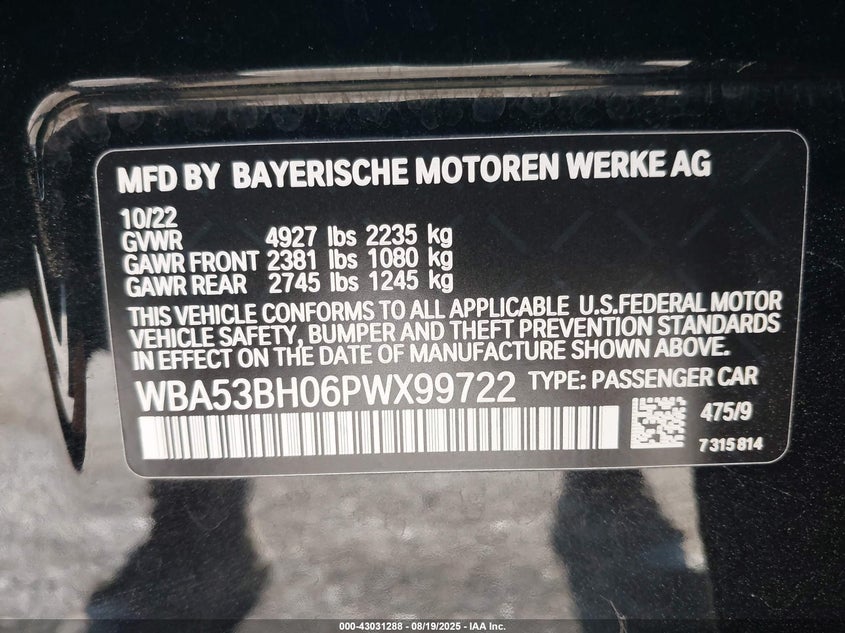 MFD BY BAYERISCHE MOTOREN WERKE AG
10/22
GVWR 4927 lbs 2235 kg
GAWR FRONT 2381 lbs 1080 kg
GAWR REAR 2745 lbs 1245 kg
THIS VEHICLE CONFORMS TO ALL APPLICABLE U.S.FEDERAL MOTOR
VEHICLE SAFETY, BUMPER AND THEFT PREVENTION STANDARDS
IN EFFECT ON THE DATE OF MANUFACTURE SHOWN ABOVE.
WBA53BH06PWX99722 TYPE: PASSENGER CAR
475/9
7 315 814
000-43031288 - 08/19/2025 - IAA Inc.